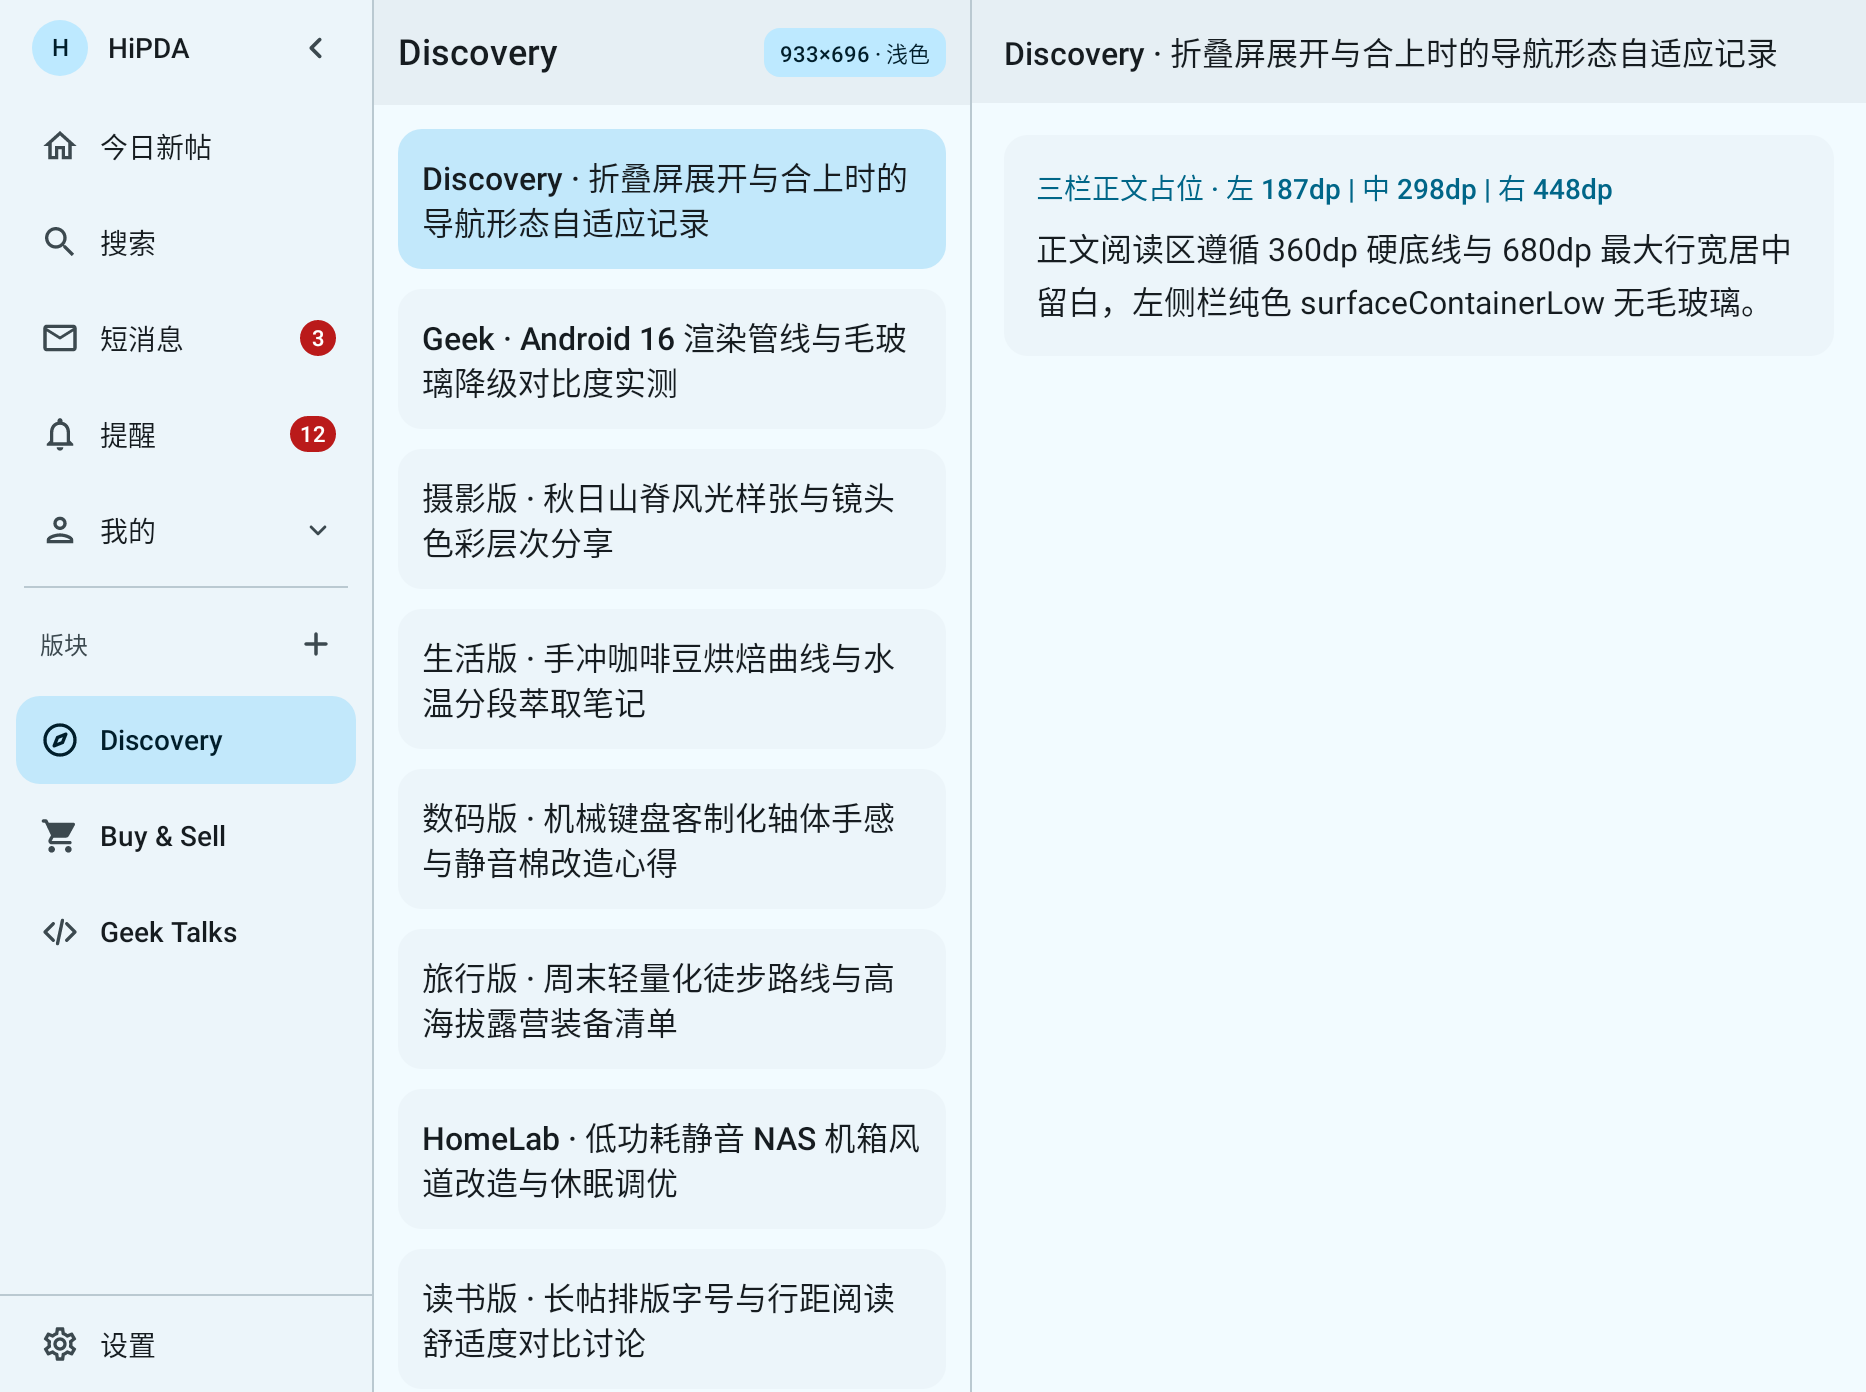 H
HiPDA
今日新帖
搜索
短消息
3
提醒
12
我的
版块
Discovery
Buy & Sell
Geek Talks
设置
Discovery
933×696 · 浅色
Discovery · 折叠屏展开与合上时的
导航形态自适应记录
Geek · Android 16 渲染管线与毛玻
璃降级对比度实测
摄影版 · 秋日山脊风光样张与镜头
色彩层次分享
生活版 · 手冲咖啡豆烘焙曲线与水
温分段萃取笔记
数码版 · 机械键盘客制化轴体手感
与静音棉改造心得
旅行版 · 周末轻量化徒步路线与高
海拔露营装备清单
HomeLab · 低功耗静音 NAS 机箱风
道改造与休眠调优
读书版 · 长帖排版字号与行距阅读
舒适度对比讨论
Discovery · 折叠屏展开与合上时的导航形态自适应记录
三栏正文占位 · 左 187dp | 中 298dp | 右 448dp
正文阅读区遵循 360dp 硬底线与 680dp 最大行宽居中
留白，左侧栏纯色 surfaceContainerLow 无毛玻璃。